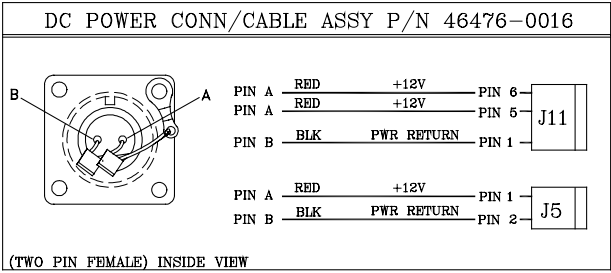 DC POWER CONN/CABLE ASSY P/N 46476-0016
B
A
PIN A RED +12V PIN 6
PIN A RED +12V PIN 5
PIN B BLK PWR RETURN PIN 1
J11
PIN A RED +12V PIN 1
PIN B BLK PWR RETURN PIN 2
J5
(TWO PIN FEMALE) INSIDE VIEW